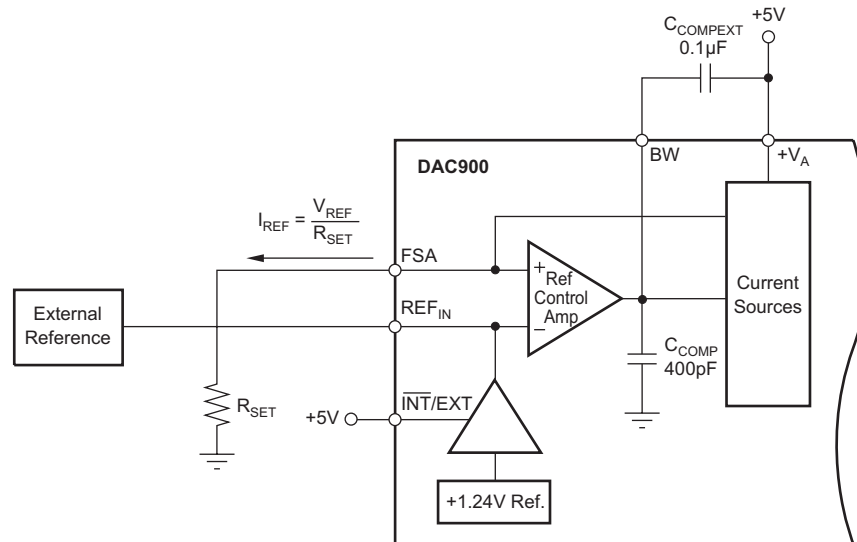 C_COMPEXT
0.1µF
+5V
BW
+V_A
DAC900
I_REF = V_REF / R_SET
FSA
REF_IN
+
Ref
Control
Amp
−
Current
Sources
External
Reference
C_COMP
400pF
R_SET
+5V
I̅N̅T̅/EXT
+1.24V Ref.